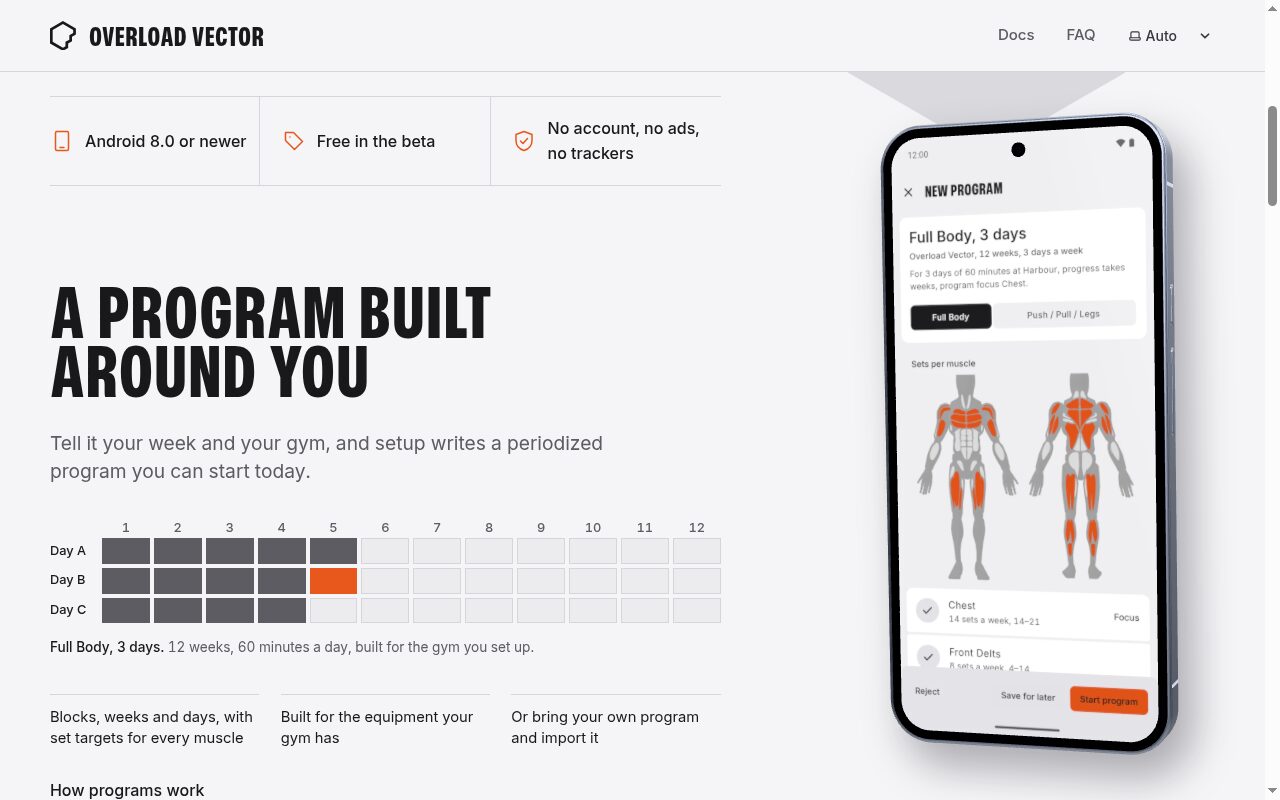 OVERLOAD VECTOR
Docs
FAQ
Auto
Android 8.0 or newer
Free in the beta
No account, no ads,
no trackers
A PROGRAM BUILT
AROUND YOU
Tell it your week and your gym, and setup writes a periodized
program you can start today.
1 2 3 4 5 6 7 8 9 10 11 12
Day A
Day B
Day C
Full Body, 3 days. 12 weeks, 60 minutes a day, built for the gym you set up.
Blocks, weeks and days, with
set targets for every muscle
Built for the equipment your
gym has
Or bring your own program
and import it
How programs work
12:00
NEW PROGRAM
Full Body, 3 days
Overload Vector, 12 weeks, 3 days a week
For 3 days of 60 minutes at Harbour, progress takes
weeks, program focus Chest.
Full Body
Push / Pull / Legs
Sets per muscle
Chest
14 sets a week, 14–21
Focus
Front Delts
8 sets a week, 4–14
Reject
Save for later
Start program